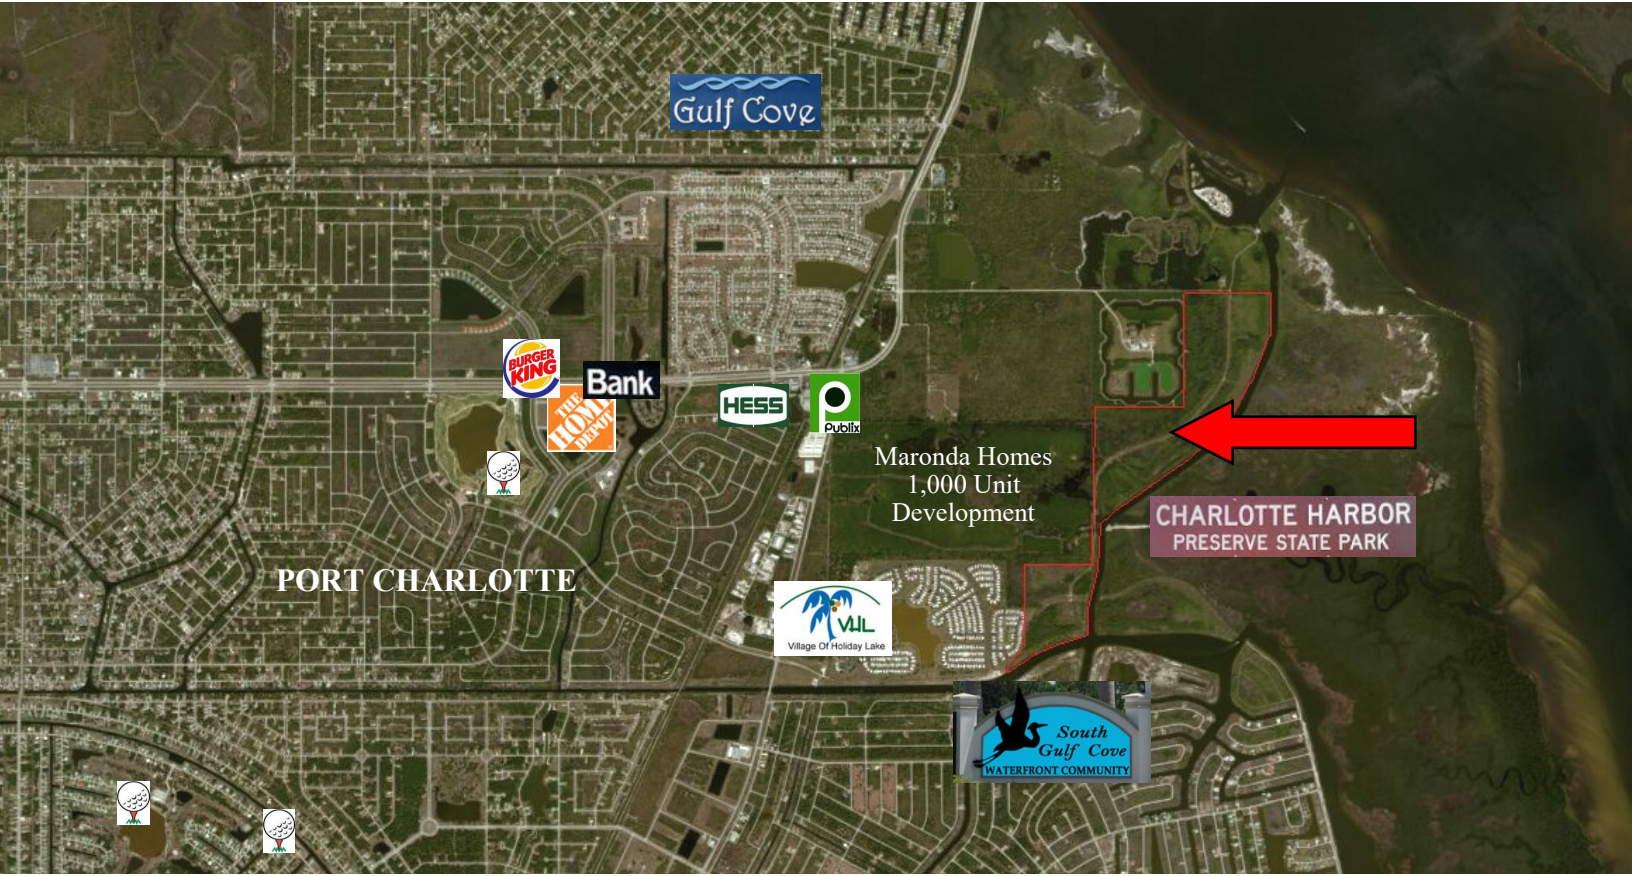 Gulf Cove
BURGER
KING
Bank
THE
HOME
DEPOT
HESS
Publix
Maronda Homes
1,000 Unit
Development
CHARLOTTE HARBOR
PRESERVE STATE PARK
PORT CHARLOTTE
VHL
Village Of Holiday Lake
South
Gulf Cove
WATERFRONT COMMUNITY